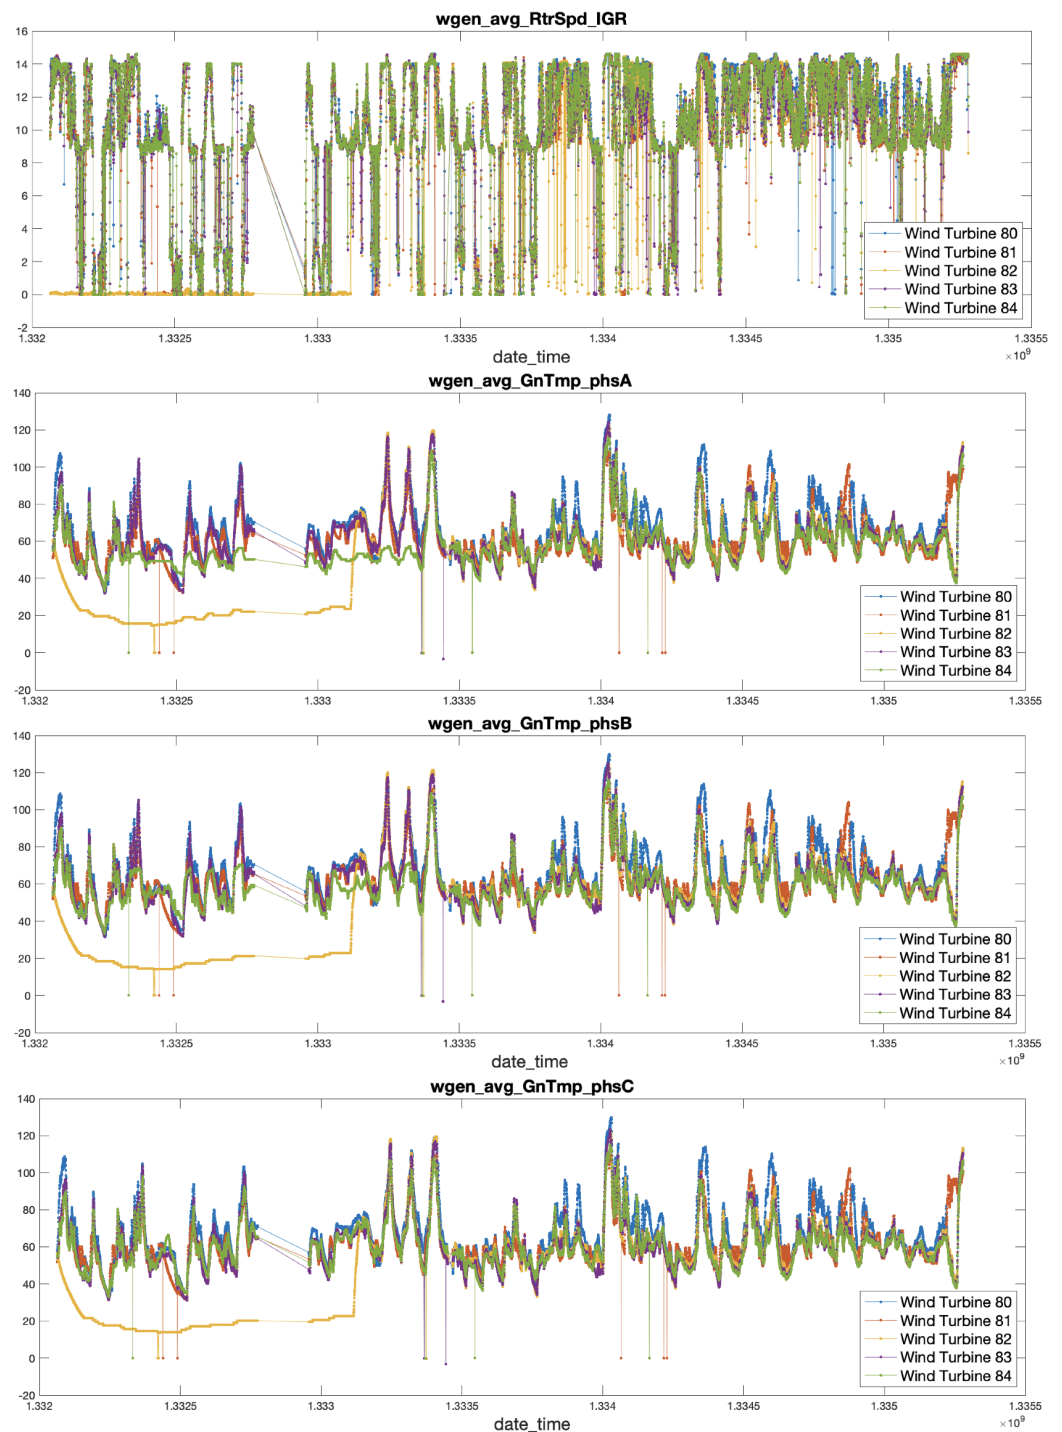 wgen_avg_RtrSpd_IGR
16
14
12
10
8
6
4
2
0
-2
Wind Turbine 80
Wind Turbine 81
Wind Turbine 82
Wind Turbine 83
Wind Turbine 84
1.332 1.3325 1.333 1.3335 1.334 1.3345 1.335 1.3355
date_time
×10^9
wgen_avg_GnTmp_phsA
140
120
100
80
60
40
20
0
-20
Wind Turbine 80
Wind Turbine 81
Wind Turbine 82
Wind Turbine 83
Wind Turbine 84
1.332 1.3325 1.333 1.3335 1.334 1.3345 1.335 1.3355
wgen_avg_GnTmp_phsB
140
120
100
80
60
40
20
0
-20
Wind Turbine 80
Wind Turbine 81
Wind Turbine 82
Wind Turbine 83
Wind Turbine 84
1.332 1.3325 1.333 1.3335 1.334 1.3345 1.335 1.3355
date_time
×10^9
wgen_avg_GnTmp_phsC
140
120
100
80
60
40
20
0
-20
Wind Turbine 80
Wind Turbine 81
Wind Turbine 82
Wind Turbine 83
Wind Turbine 84
1.332 1.3325 1.333 1.3335 1.334 1.3345 1.335 1.3355
date_time
×10^9